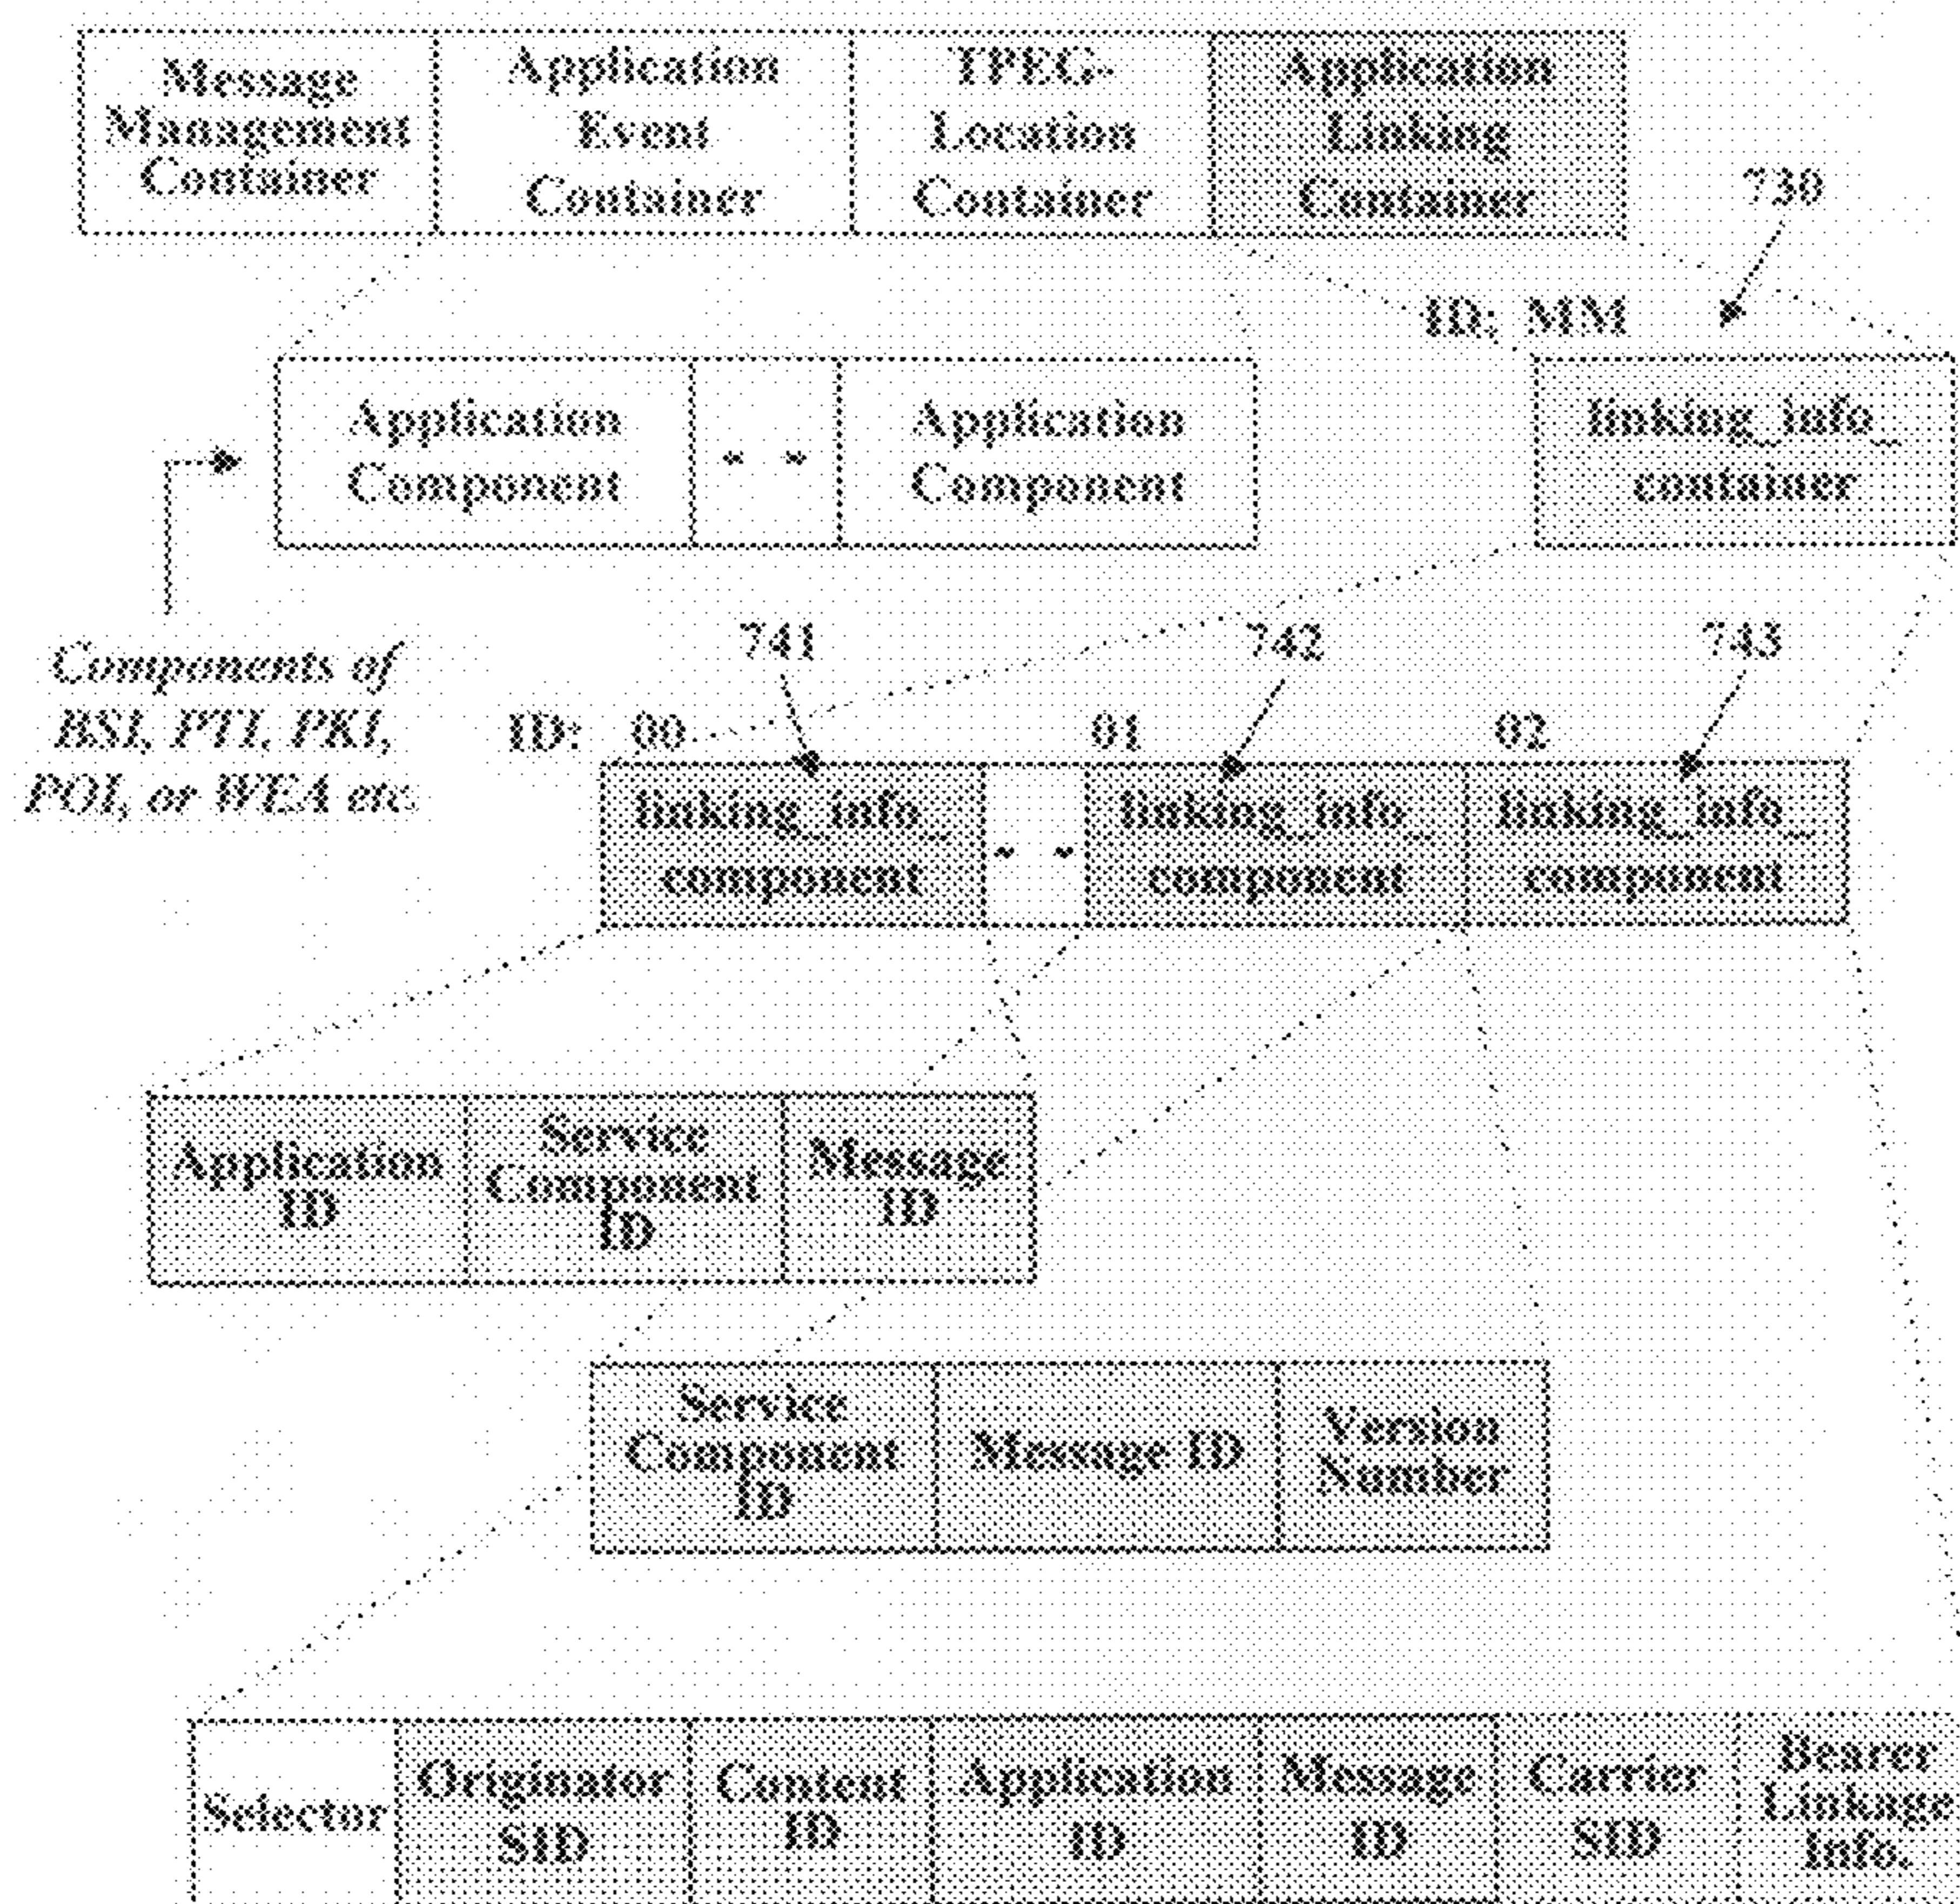 Message
Management
Container
Application
Event
Container
TPEG-
Location
Container
Application
Linking
Container
730
ID: MM
Application
Component
- -
Application
Component
linking_info_
container
Components of
BSI, PTI, PKI,
POI, or WEA etc.
741
742
743
ID: 00
01
02
linking_info_
component
- -
linking_info_
component
linking_info_
component
Application
ID
Service
Component
ID
Message
ID
Service
Component
ID
Message ID
Version
Number
Selector
Originator
SID
Content
ID
Application
ID
Message
ID
Carrier
SID
Bearer
Linkage
Info.